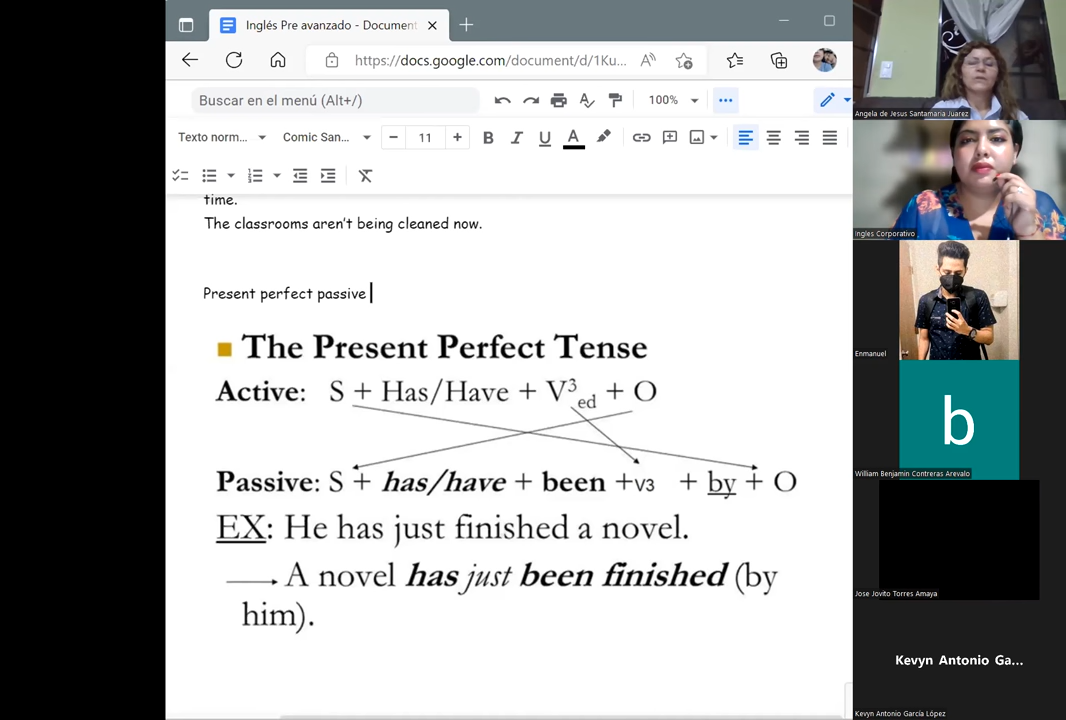 Inglés Pre avanzado - Document
https://docs.google.com/document/d/1Ku...
Buscar en el menú (Alt+/)
100%
Texto norm...
Comic San...
11
B I U A
time.
The classrooms aren't being cleaned now.
Present perfect passive
The Present Perfect Tense
Active: S + Has/Have + V3ed + O
Passive: S + has/have + been +V3 + by + O
EX: He has just finished a novel.
A novel has just been finished (by
him).
Angela de Jesus Santamaria Juarez
Ingles Corporativo
Enmanuel
b
William Benjamin Contreras Arevalo
Jose Jovito Torres Amaya
Kevyn Antonio Ga...
Kevyn Antonio García López